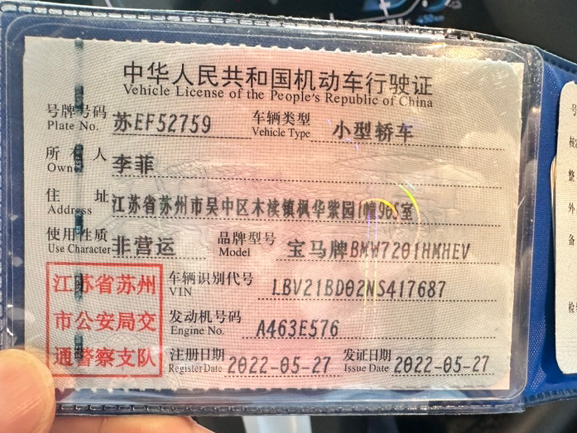 中华人民共和国机动车行驶证
Vehicle License of the People's Republic of China
号牌号码 苏EF52759 车辆类型 小型轿车
Plate No. Vehicle Type
所有人 李菲
Owner
住址 江苏省苏州市吴中区木渎镇枫华紫园1幢905室
Address
使用性质 非营运 品牌型号 宝马牌BMW7201HMHEV
Use Character Model
江苏省苏州
市公安局交
通警察支队
车辆识别代号 LBV21BD02NS417687
VIN
发动机号码 A463E576
Engine No.
注册日期 2022-05-27 发证日期 2022-05-27
Register Date Issue Date